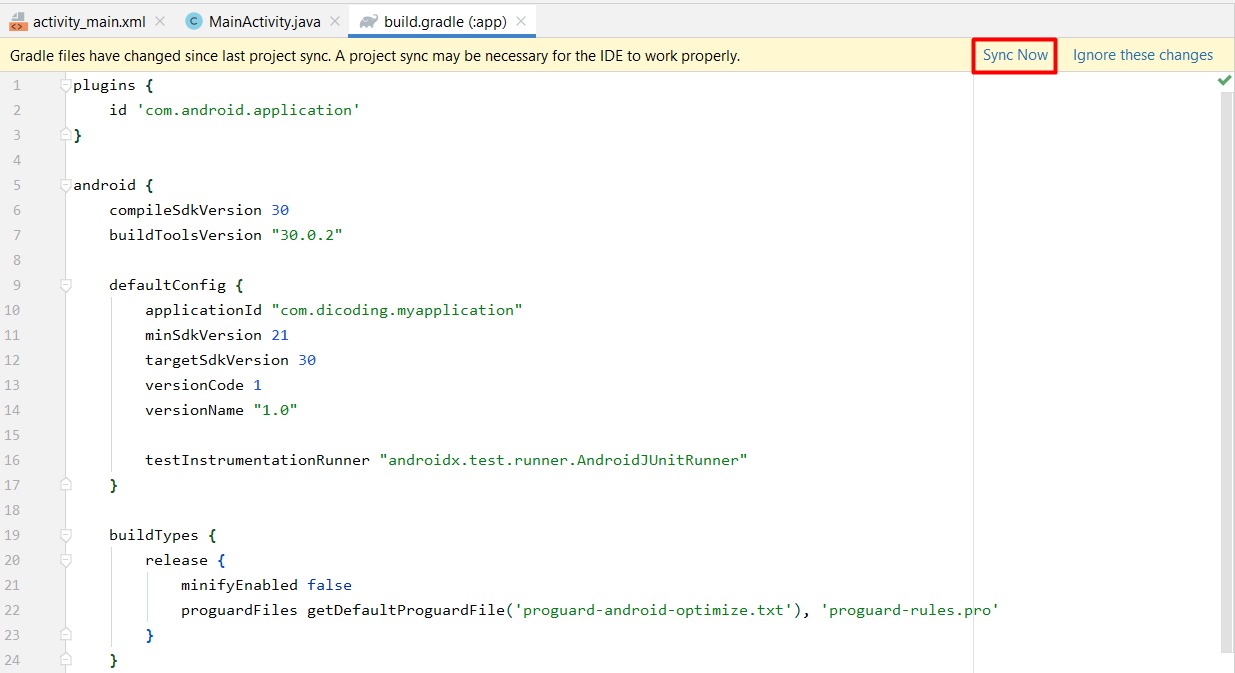 activity_main.xml MainActivity.java build.gradle (:app)
Gradle files have changed since last project sync. A project sync may be necessary for the IDE to work properly. Sync Now Ignore these changes
1 plugins {
2 id 'com.android.application'
3 }
4
5 android {
6 compileSdkVersion 30
7 buildToolsVersion "30.0.2"
8
9 defaultConfig {
10 applicationId "com.dicoding.myapplication"
11 minSdkVersion 21
12 targetSdkVersion 30
13 versionCode 1
14 versionName "1.0"
15
16 testInstrumentationRunner "androidx.test.runner.AndroidJUnitRunner"
17 }
18
19 buildTypes {
20 release {
21 minifyEnabled false
22 proguardFiles getDefaultProguardFile('proguard-android-optimize.txt'), 'proguard-rules.pro'
23 }
24 }